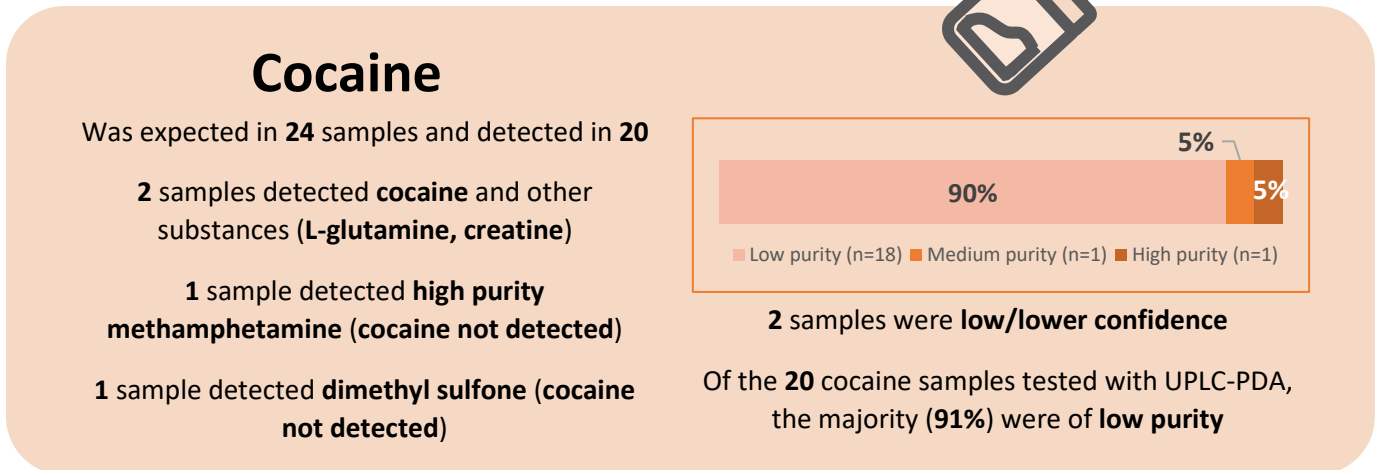 Cocaine
Was expected in 24 samples and detected in 20
2 samples detected cocaine and other
substances (L-glutamine, creatine)
1 sample detected high purity
methamphetamine (cocaine not detected)
1 sample detected dimethyl sulfone (cocaine
not detected)
5%
90%
5%
Low purity (n=18) Medium purity (n=1) High purity (n=1)
2 samples were low/lower confidence
Of the 20 cocaine samples tested with UPLC-PDA,
the majority (91%) were of low purity